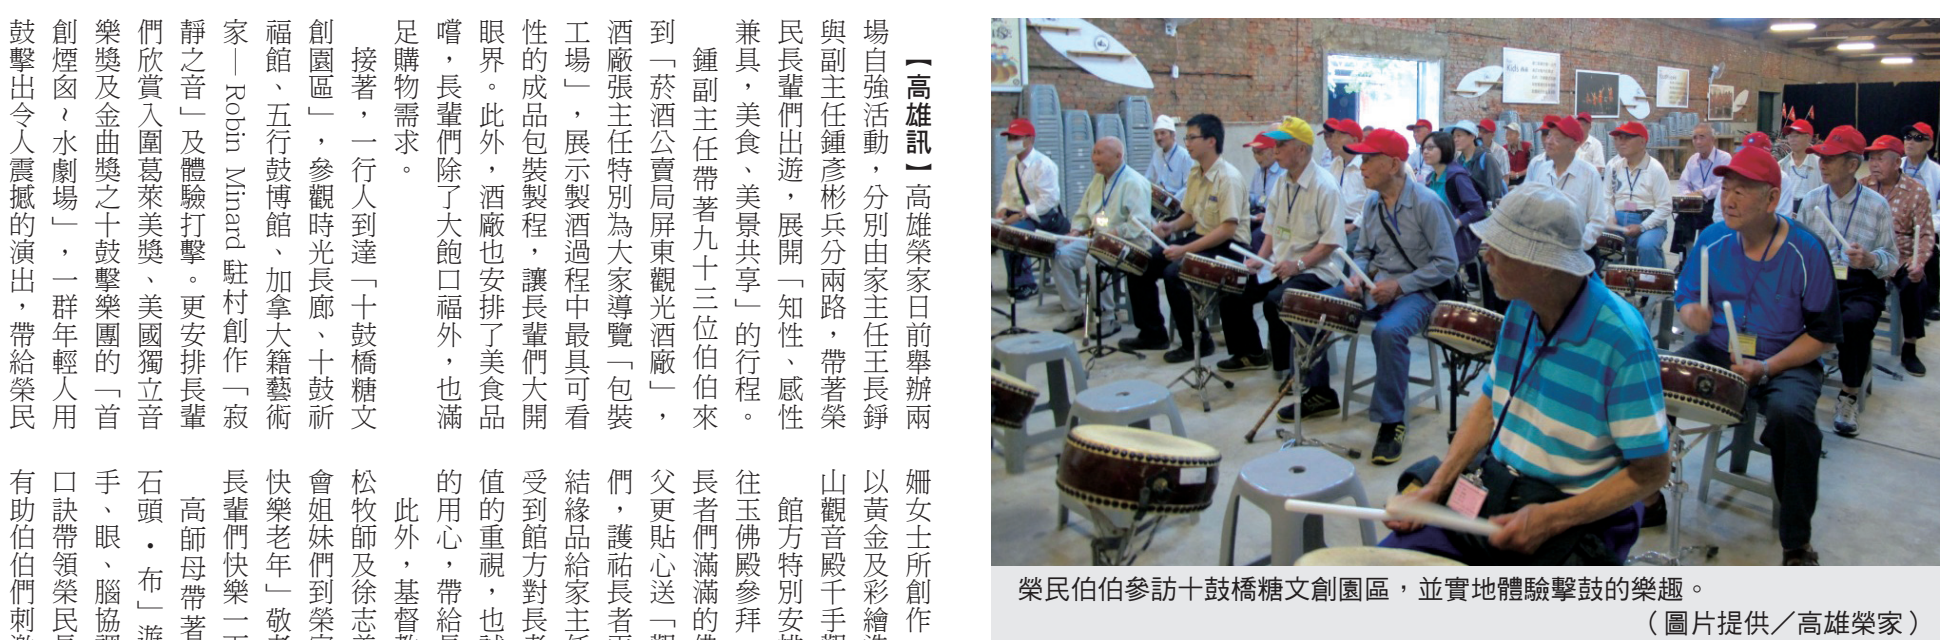 【高雄訊】高雄榮家日前舉辦兩
場自強活動，分別由家主任王長錚
與副主任鍾彥彬兵分兩路，帶著榮
民長輩們出遊，展開「知性、感性
兼具，美食、美景共享」的行程。
鍾副主任帶著九十三位伯伯來
到「菸酒公賣局屏東觀光酒廠」，
酒廠張主任特別為大家導覽「包裝
工場」，展示製酒過程中最具可看
性的成品包裝製程，讓長輩們大開
眼界。此外，酒廠也安排了美食品
嚐，長輩們除了大飽口福外，也滿
足購物需求。
接著，一行人到達「十鼓橋糖文
創園區」，參觀時光長廊、十鼓祈
福館、五行鼓博館、加拿大籍藝術
家—Robin Minard駐村創作「寂
靜之音」及體驗打擊。更安排長輩
們欣賞入圍葛萊美獎、美國獨立音
樂獎及金曲獎之十鼓擊樂團的「首
創煙囪～水劇場」，一群年輕人用
鼓擊出令人震撼的演出，帶給榮民
姍女士所創作
以黃金及彩繪
山觀音殿千手
館方特別安
往玉佛殿參拜
長者們滿滿的
父更貼心送「
們，護祐長者
結緣品給家主
受到館方對長
值的重視，也
的用心，帶給
此外，基督
松牧師及徐志
會姐妹們到榮
快樂老年」敬
長輩們快樂一
高師母帶著
石頭・布」遊
手、眼、腦協
口訣帶領榮民
有助伯伯們刺
榮民伯伯參訪十鼓橋糖文創園區，並實地體驗擊鼓的樂趣。
（圖片提供／高雄榮家）